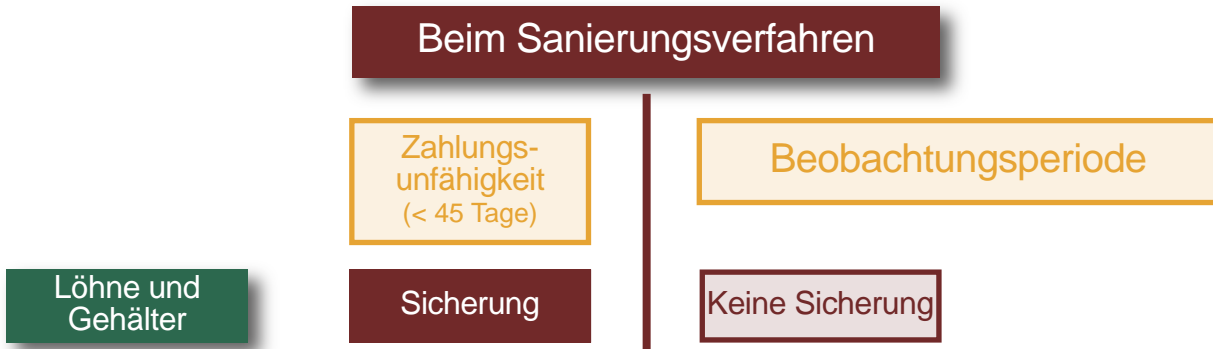 Beim Sanierungsverfahren
Zahlungs-
unfähigkeit
(< 45 Tage)
Beobachtungsperiode
Löhne und
Gehälter
Sicherung
Keine Sicherung